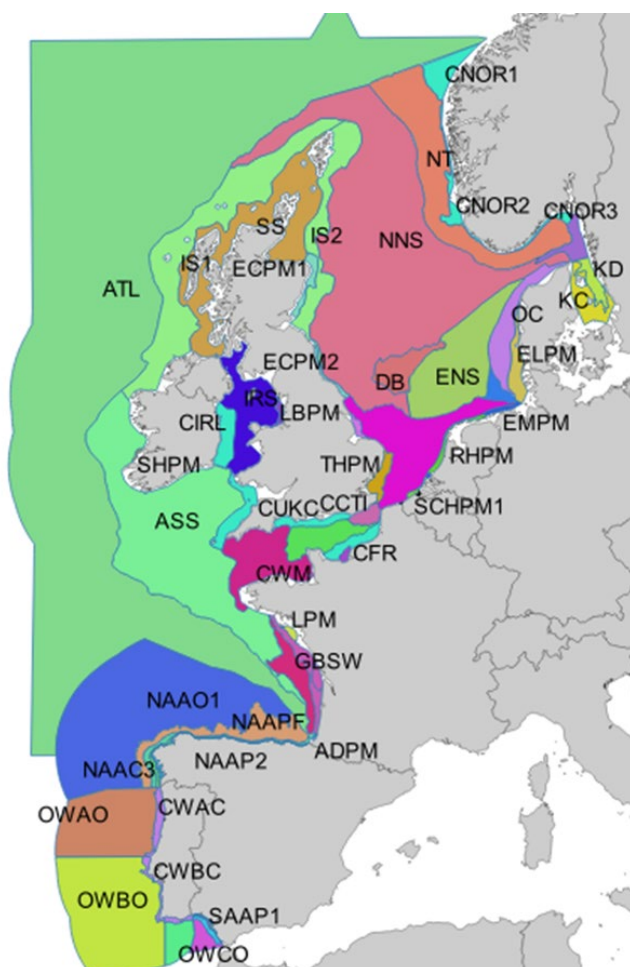 CNOR1
NT
CNOR2
CNOR3
SS
IS2
NNS
IS1
ECPM1
KD
ATL
KC
OC
ECPM2
ELPM
DB
ENS
IRS
LBPM
CIRL
EMPM
SHPM
THPM
RHPM
ASS
CUKC
CCTI
SCHPM1
CFR
CWM
LPM
GBSW
NAAO1
NAAPF
ADPM
NAAC3
NAAP2
OWAO
CWAC
CWBC
OWBO
SAAP1
OWCO